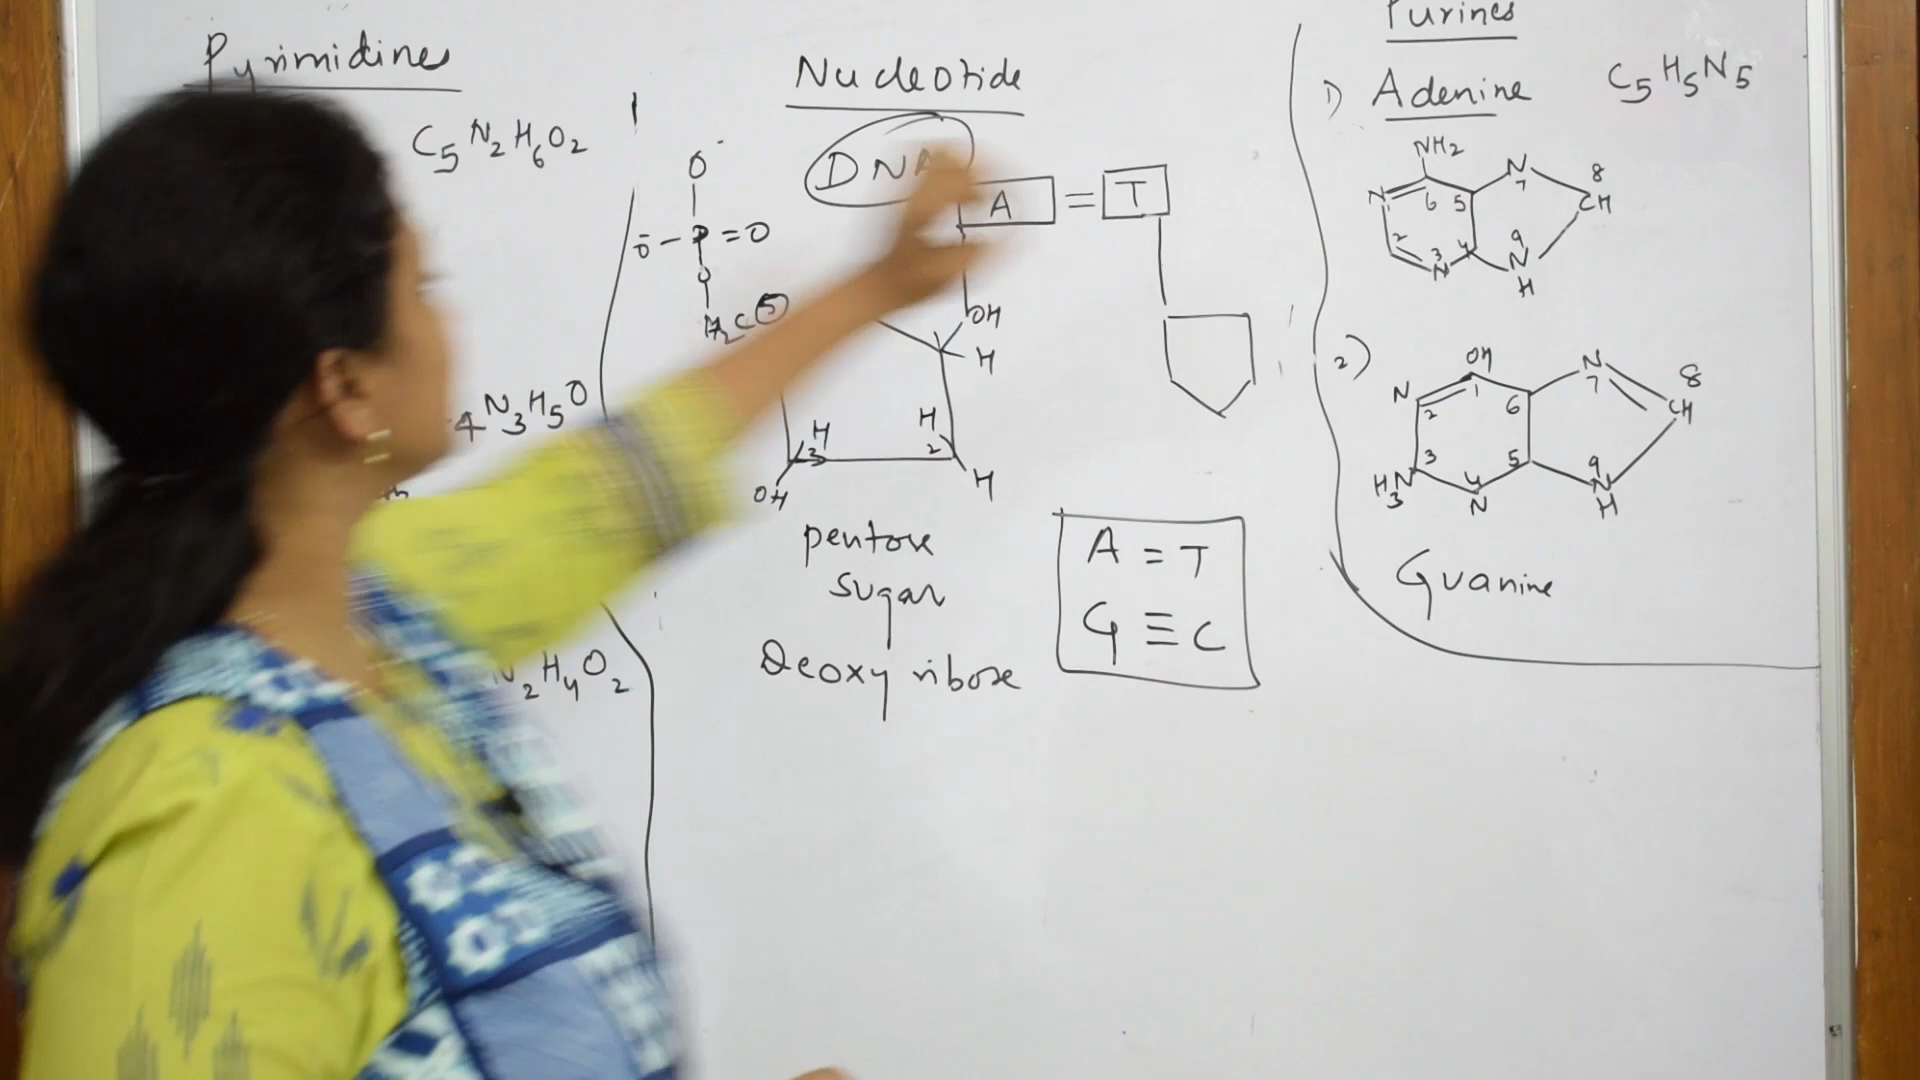 Pyrimidines
C5N2H6O2
4N3H5O
N2H4O2
Nucleotide
DNA
O-
O- - P = O
O
H2C 5
A = T
OH
H
H 3
H 2
OH
H
pentose
sugar
Deoxy ribose
A = T
G ≡ C
Purines
1) Adenine C5H5N5
NH2
N 6 5 N 7 8 CH
2 3 N 4 9 N
H
2)
OH
N 2 1 6 N 7 8 CH
3 5 9 N
H3N 4 N H
Guanine